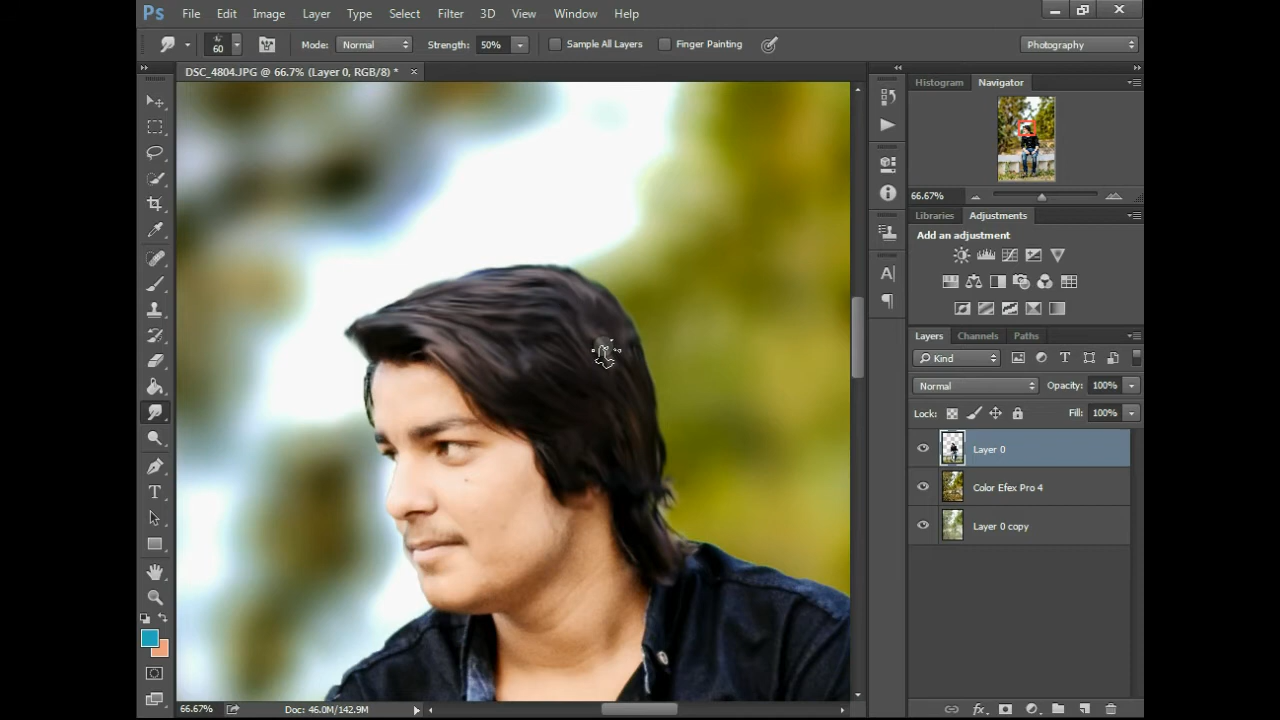 Ps File Edit Image Layer Type Select Filter 3D View Window Help
60 Mode: Normal Strength: 50% Sample All Layers Finger Painting Photography
DSC_4804.JPG @ 66.7% (Layer 0, RGB/8) * ×
Histogram Navigator
66.67%
Libraries Adjustments
Add an adjustment
Layers Channels Paths
Kind
Normal Opacity: 100%
Lock: Fill: 100%
Layer 0
Color Efex Pro 4
Layer 0 copy
66.67% Doc: 46.0M/142.9M